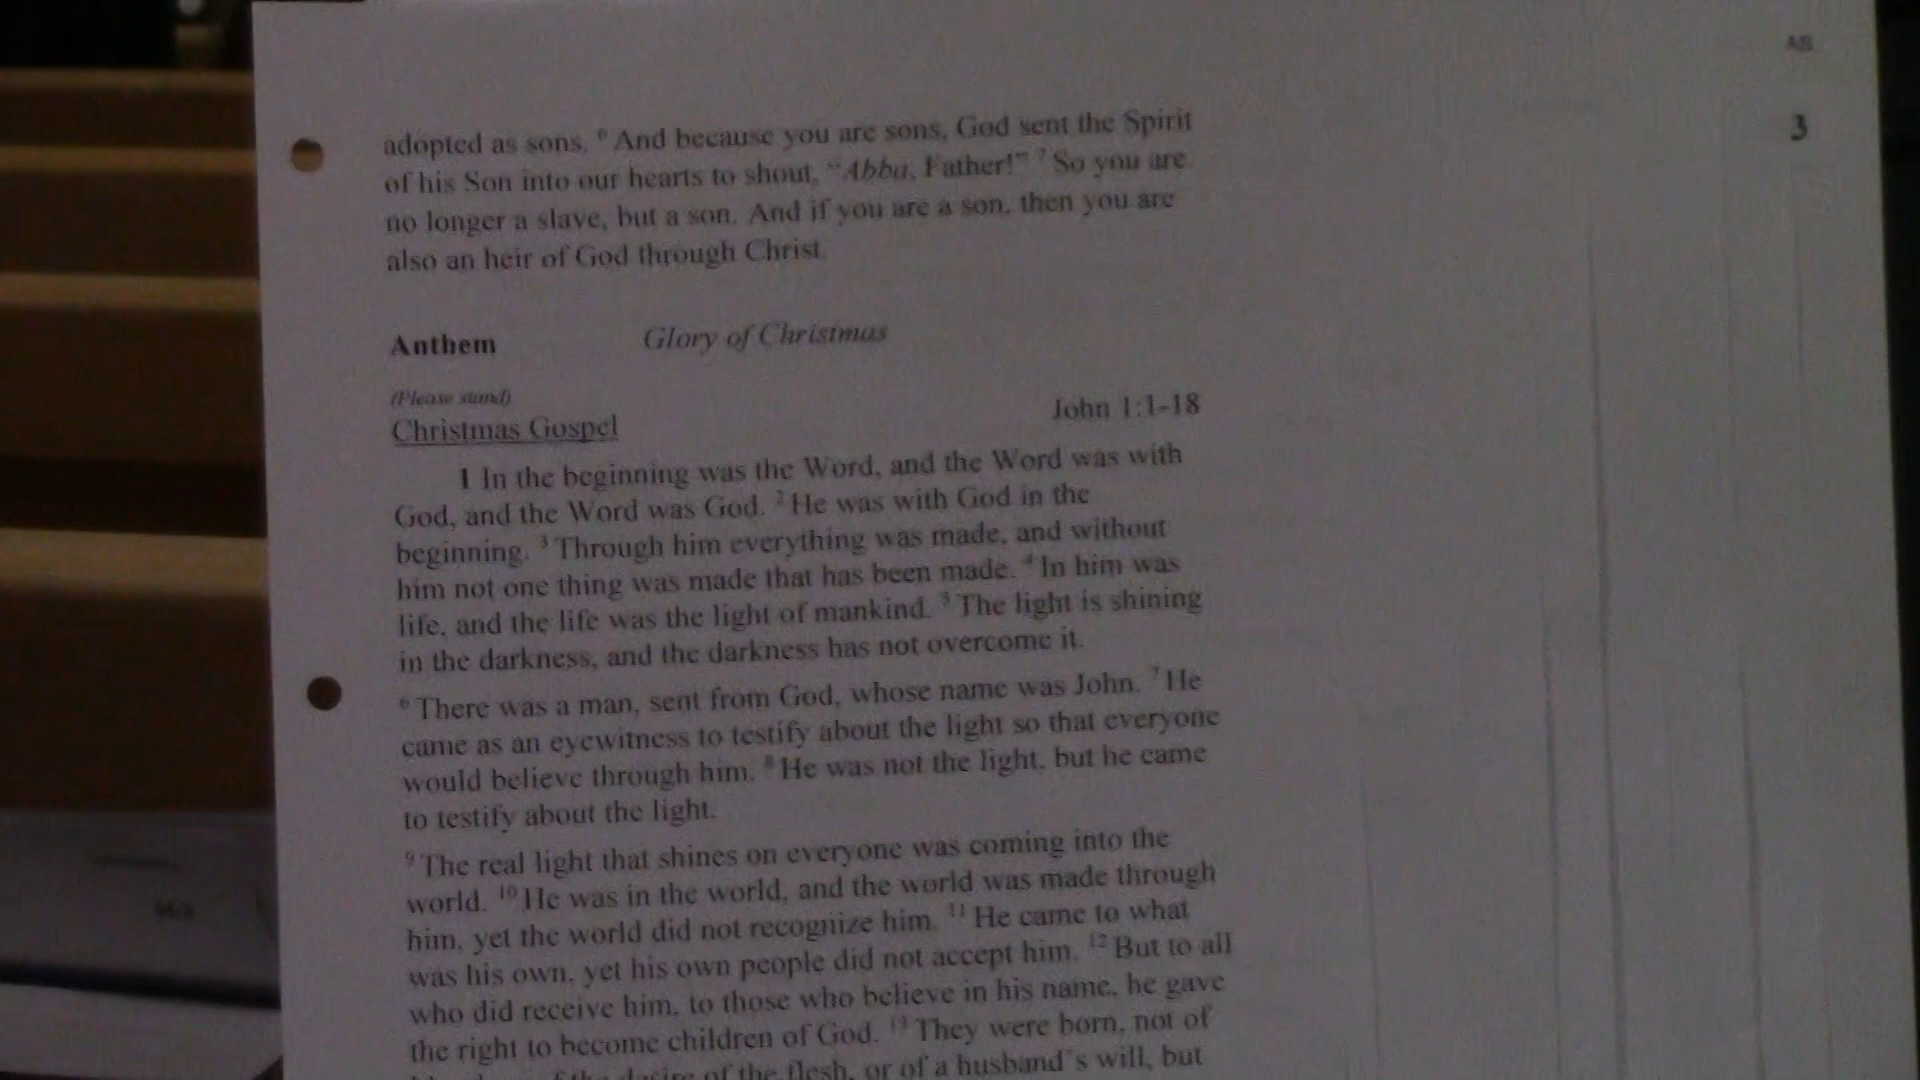 AS
3
adopted as sons. 6 And because you are sons, God sent the Spirit
of his Son into our hearts to shout, “Abba, Father!” 7 So you are
no longer a slave, but a son. And if you are a son, then you are
also an heir of God through Christ.
Anthem Glory of Christmas
(Please stand)
Christmas Gospel John 1:1-18
1 In the beginning was the Word, and the Word was with
God, and the Word was God. 2 He was with God in the
beginning. 3 Through him everything was made, and without
him not one thing was made that has been made. 4 In him was
life, and the life was the light of mankind. 5 The light is shining
in the darkness, and the darkness has not overcome it.
6 There was a man, sent from God, whose name was John. 7 He
came as an eyewitness to testify about the light so that everyone
would believe through him. 8 He was not the light, but he came
to testify about the light.
9 The real light that shines on everyone was coming into the
world. 10 He was in the world, and the world was made through
him, yet the world did not recognize him. 11 He came to what
was his own, yet his own people did not accept him. 12 But to all
who did receive him, to those who believe in his name, he gave
the right to become children of God. 13 They were born, not of
of the desire of the flesh, or of a husband's will, but